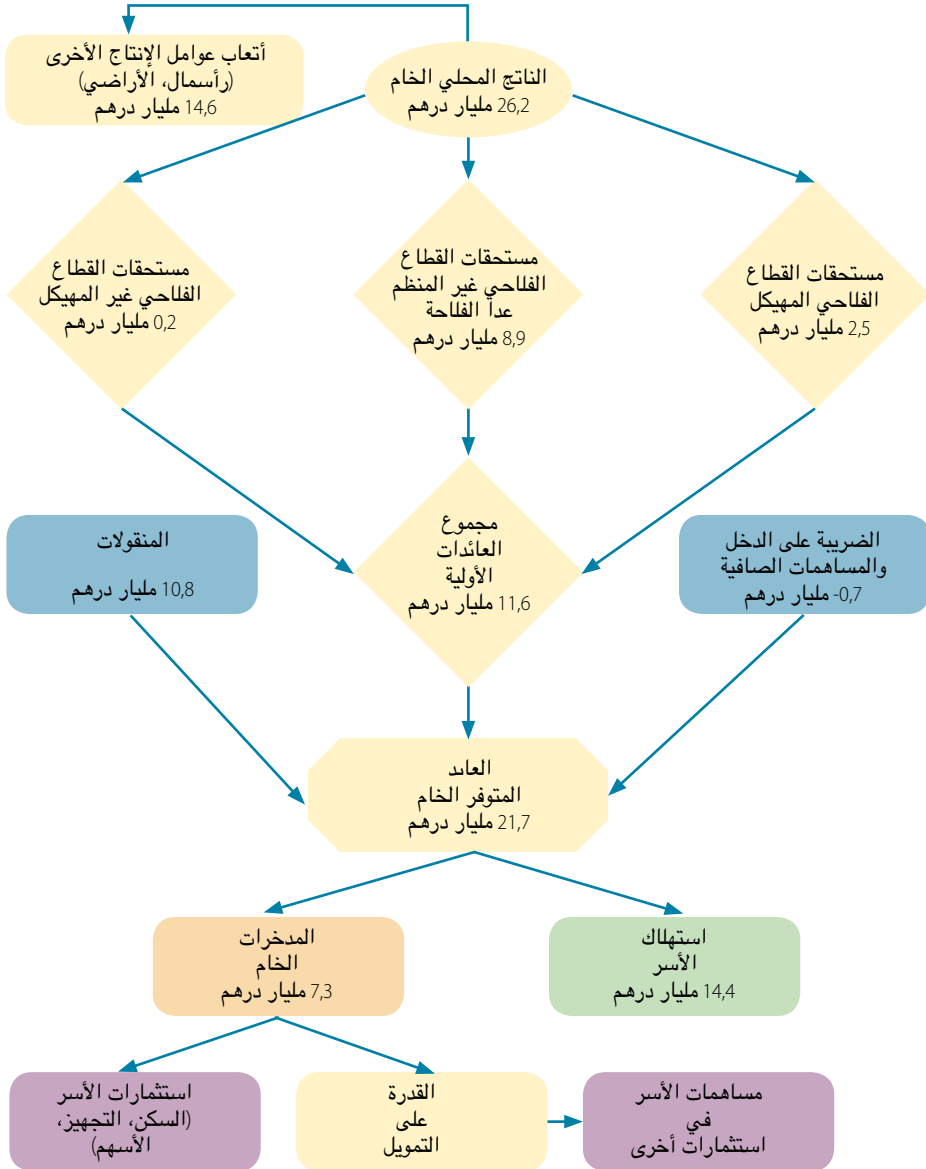 أتعاب عوامل الإنتاج الأخرى
(رأسمال، الأراضي)
14,6 مليار درهم
الناتج المحلي الخام
26,2 مليار درهم
مستحقات القطاع
الفلاحي المهيكل
2,5 مليار درهم
مستحقات القطاع
الفلاحي غير المنظم
عدا الفلاحة
8,9 مليار درهم
مستحقات القطاع
الفلاحي غير المهيكل
0,2 مليار درهم
الضريبة على الدخل
والمساهمات الصافية
-0,7 مليار درهم
مجموع
العائدات
الأولية
11,6 مليار درهم
المنقولات
10,8 مليار درهم
العائد
المتوفر الخام
21,7 مليار درهم
استهلاك
الأسر
14,4 مليار درهم
المدخرات
الخام
7,3 مليار درهم
مساهمات الأسر
في
استثمارات أخرى
القدرة
على
التمويل
استثمارات الأسر
(السكن، التجهيز،
الأسهم)